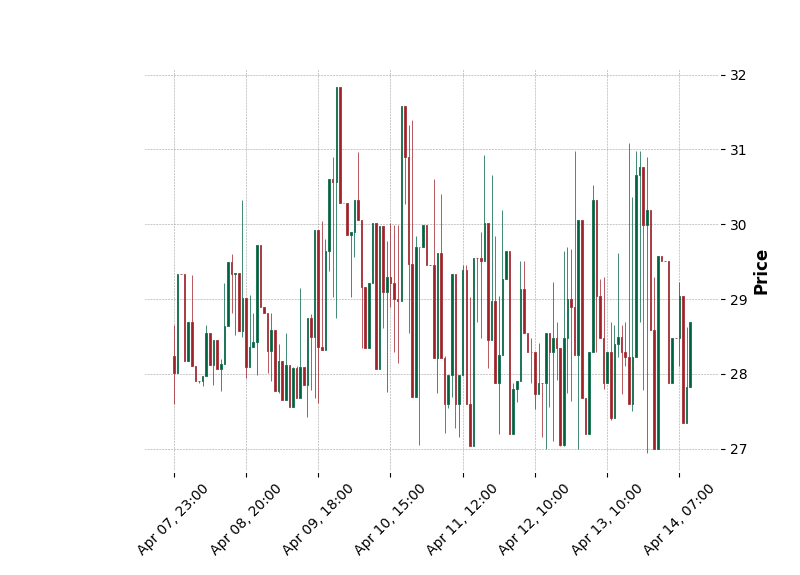 32
31
30
29
28
27
Price
Apr 07, 23:00
Apr 08, 20:00
Apr 09, 18:00
Apr 10, 15:00
Apr 11, 12:00
Apr 12, 10:00
Apr 13, 10:00
Apr 14, 07:00